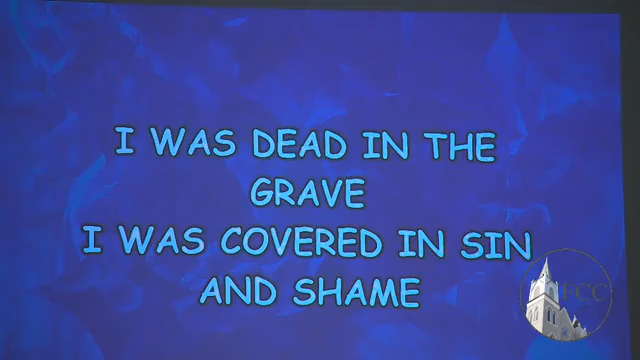 I WAS DEAD IN THE
GRAVE
I WAS COVERED IN SIN
AND SHAME
FCC